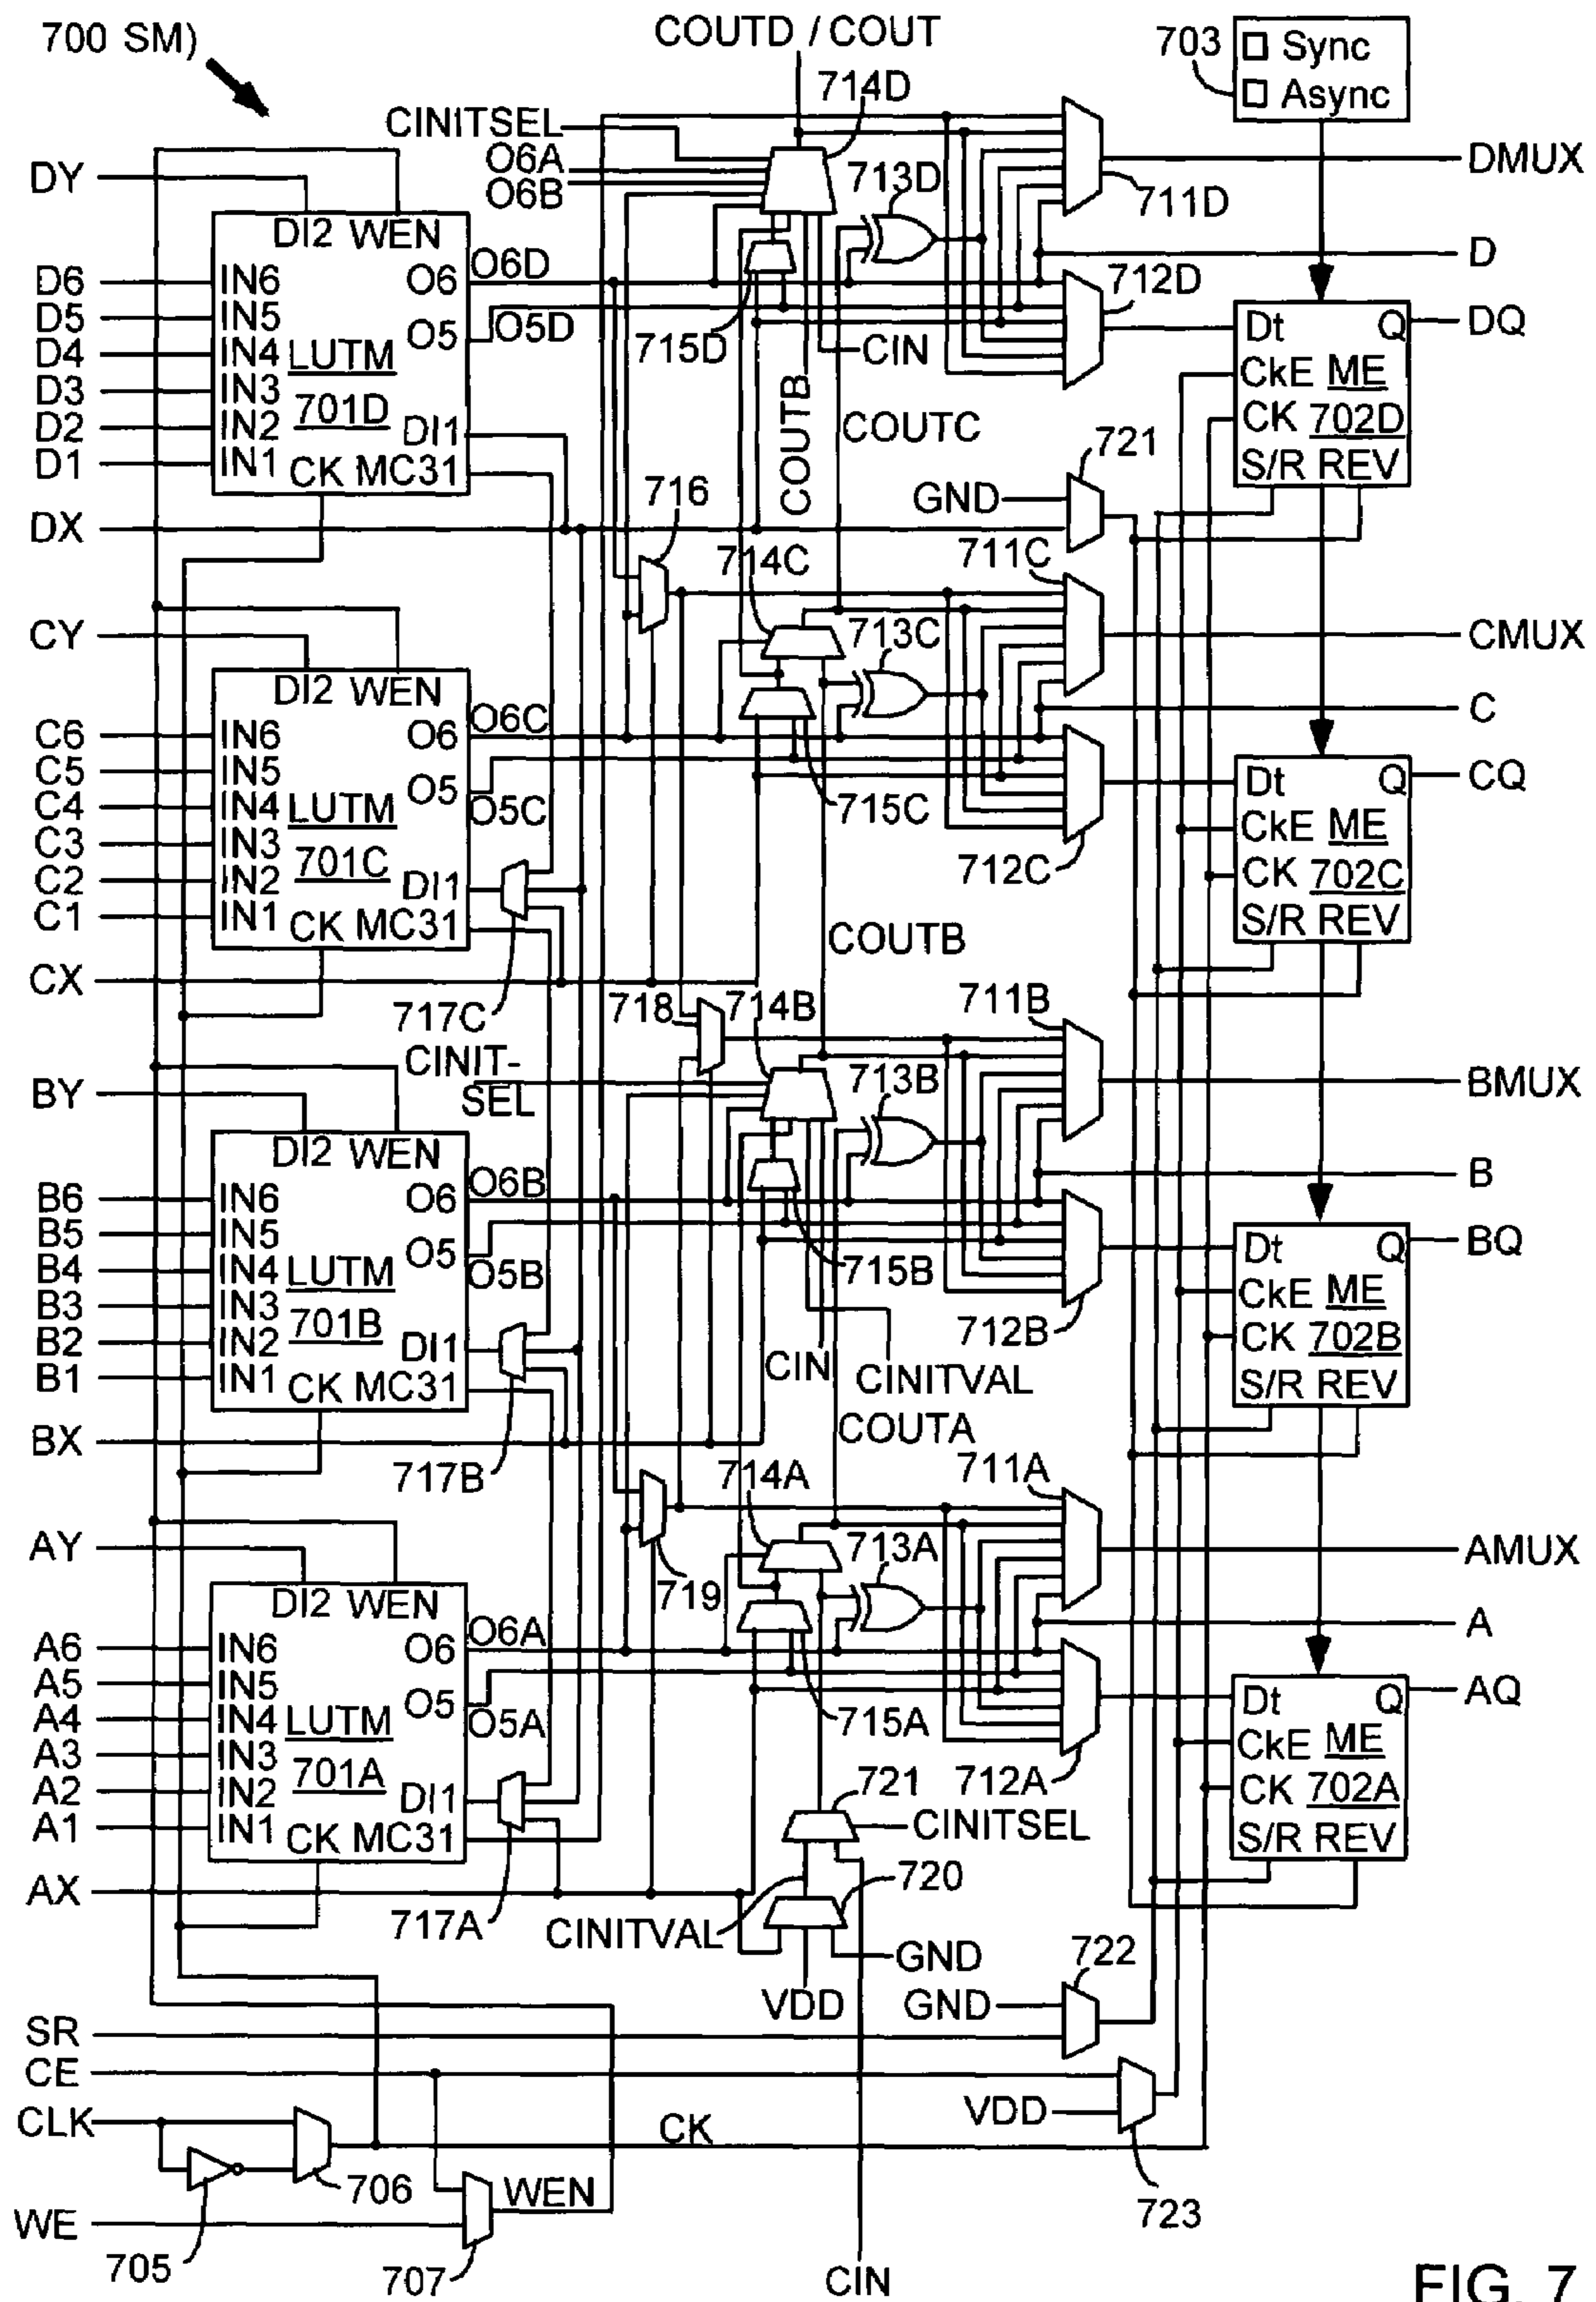 700 SM)
COUTD / COUT
703
Sync
Async
714D
CINITSEL
O6A
O6B
713D
DMUX
711D
DY
DI2 WEN
D6
IN6
O6
O6D
D
D5
IN5
712D
D4
IN4
LUTM
O5
O5D
715D
CIN
Dt
Q
DQ
D3
IN3
701D
CkE ME
D2
IN2
DI1
COUTB
COUTC
CK 702D
D1
IN1
CK MC31
721
S/R REV
716
GND
DX
714C
711C
CY
713C
CMUX
DI2 WEN
C6
IN6
O6
O6C
C
C5
IN5
C4
IN4
LUTM
O5
O5C
715C
Dt
Q
CQ
C3
IN3
701C
CkE ME
C2
IN2
DI1
712C
CK 702C
C1
IN1
CK MC31
S/R REV
COUTB
CX
717C
718
714B
711B
CINIT-
SEL
713B
BMUX
BY
DI2 WEN
B6
IN6
O6
O6B
B
B5
IN5
B4
IN4
LUTM
O5
O5B
715B
Dt
Q
BQ
B3
IN3
701B
CkE ME
B2
IN2
DI1
712B
CK 702B
B1
IN1
CK MC31
CIN
CINITVAL
S/R REV
COUTA
BX
717B
714A
711A
AY
713A
AMUX
719
DI2 WEN
A6
IN6
O6
O6A
A
A5
IN5
A4
IN4
LUTM
O5
O5A
715A
Dt
Q
AQ
A3
IN3
701A
CkE ME
A2
IN2
DI1
721
712A
CK 702A
A1
IN1
CK MC31
CINITSEL
S/R REV
AX
720
717A
CINITVAL
GND
722
VDD
GND
SR
CE
VDD
CLK
CK
706
WEN
723
WE
705
707
CIN
FIG. 7